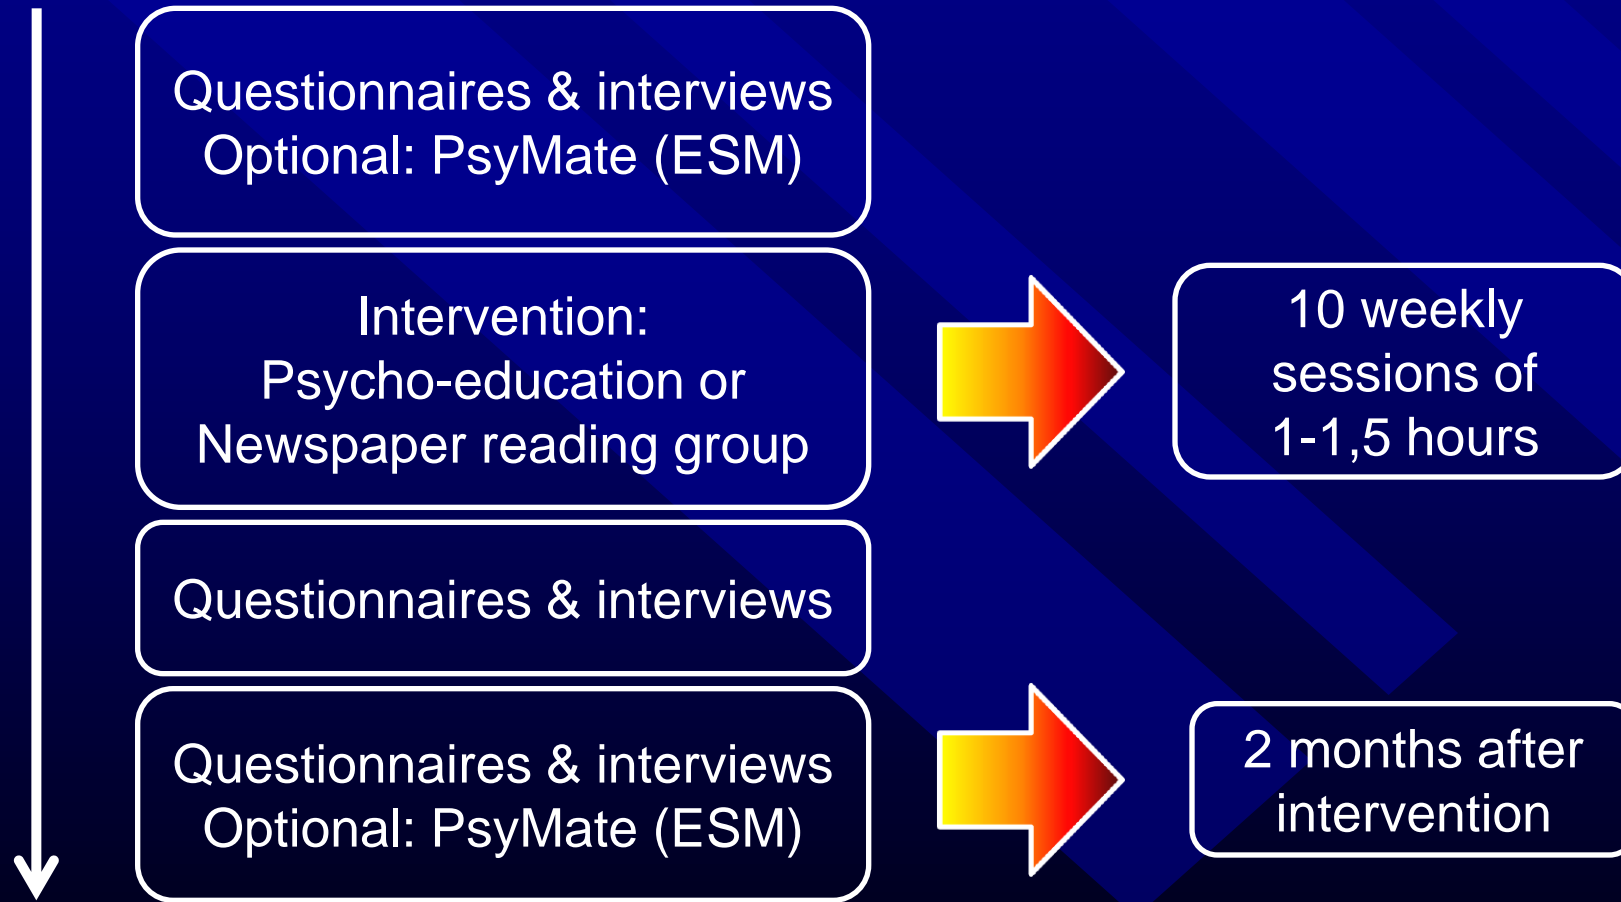 Questionnaires & interviews
Optional: PsyMate (ESM)
Intervention:
Psycho-education or
Newspaper reading group
10 weekly
sessions of
1-1,5 hours
Questionnaires & interviews
Questionnaires & interviews
Optional: PsyMate (ESM)
2 months after
intervention